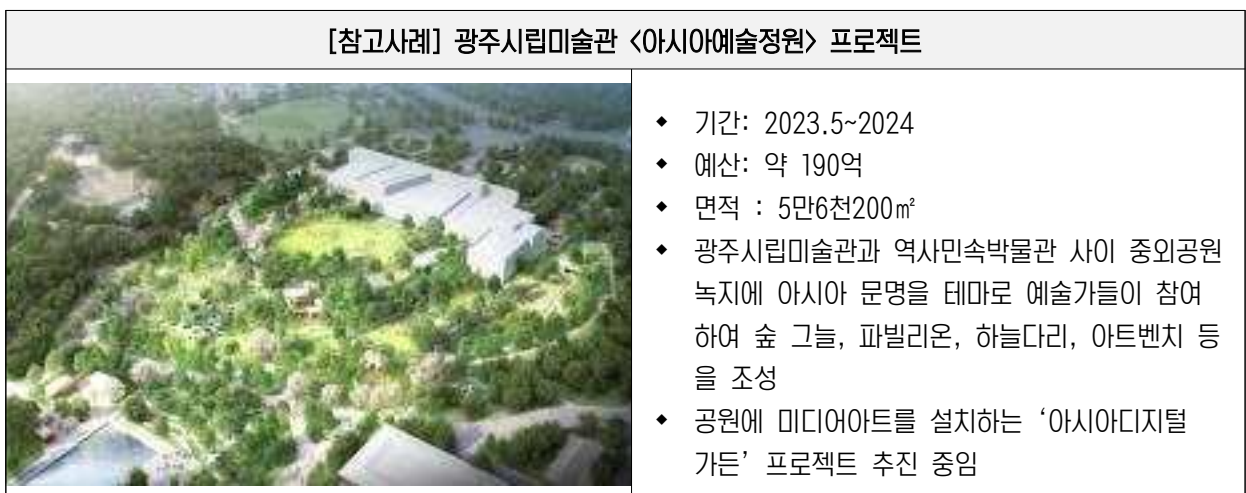 [참고사례] 광주시립미술관 <아시아예술정원> 프로젝트
◆ 기간: 2023.5~2024
◆ 예산: 약 190억
◆ 면적 : 5만6천200㎡
◆ 광주시립미술관과 역사민속박물관 사이 중외공원
녹지에 아시아 문명을 테마로 예술가들이 참여
하여 숲 그늘, 파빌리온, 하늘다리, 아트벤치 등
을 조성
◆ 공원에 미디어아트를 설치하는 ‘아시아디지털
가든’ 프로젝트 추진 중임